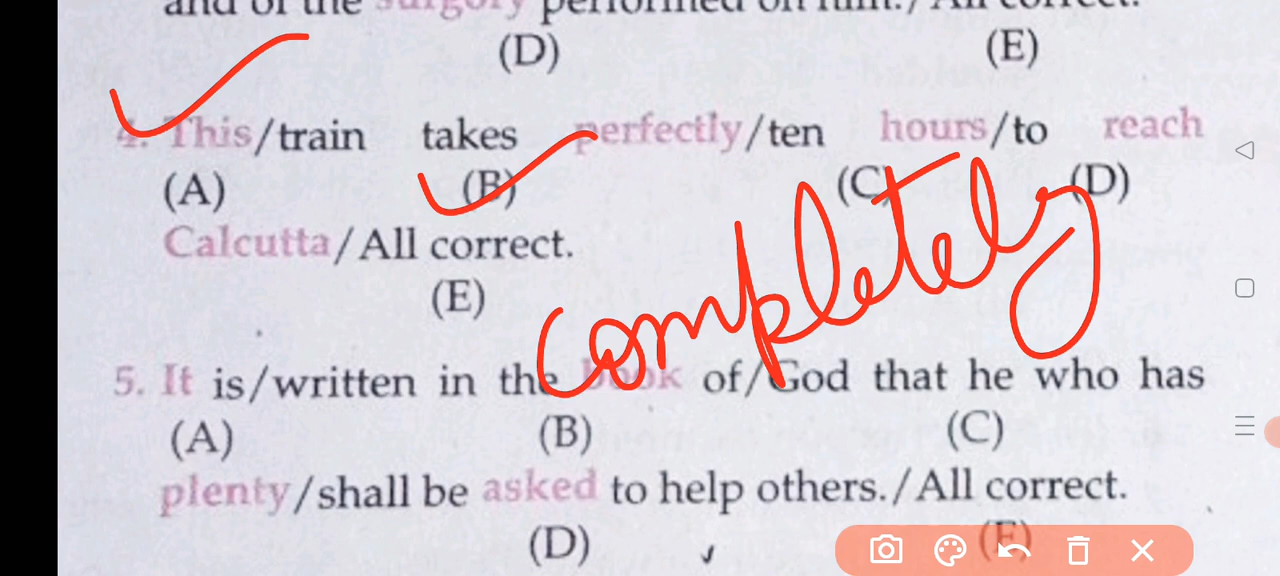 and of the surgory performed on him./All correct.
(D) (E)
4. This/train takes perfectly/ten hours/to reach
(A) (B) (C) (D)
Calcutta/All correct.
(E)
completely
5. It is/written in the book of/God that he who has
(A) (B) (C)
plenty/shall be asked to help others./All correct.
(D) (E)